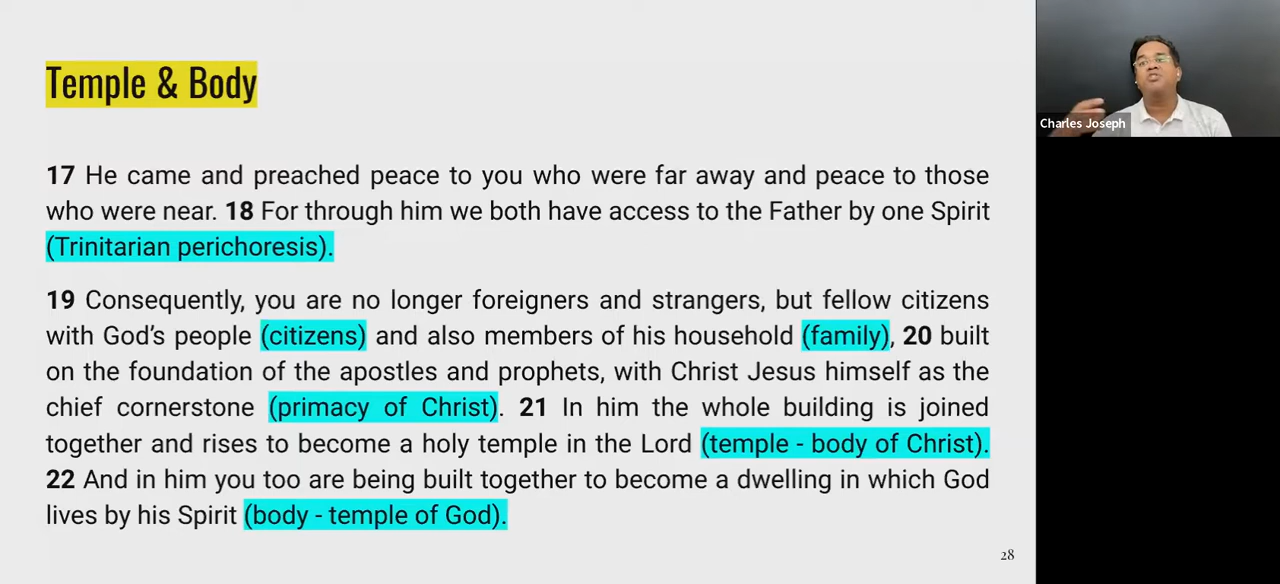 Temple & Body
17 He came and preached peace to you who were far away and peace to those
who were near. 18 For through him we both have access to the Father by one Spirit
(Trinitarian perichoresis).
19 Consequently, you are no longer foreigners and strangers, but fellow citizens
with God's people (citizens) and also members of his household (family), 20 built
on the foundation of the apostles and prophets, with Christ Jesus himself as the
chief cornerstone (primacy of Christ). 21 In him the whole building is joined
together and rises to become a holy temple in the Lord (temple - body of Christ).
22 And in him you too are being built together to become a dwelling in which God
lives by his Spirit (body - temple of God).
28
Charles Joseph